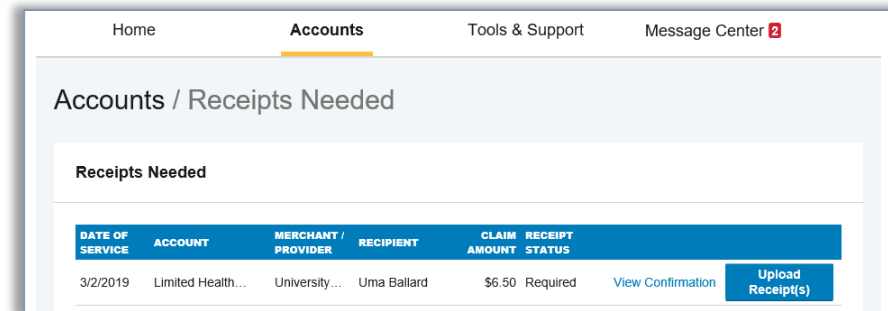 Home Accounts Tools & Support Message Center 2
Accounts / Receipts Needed
Receipts Needed
DATE OF SERVICE ACCOUNT MERCHANT / PROVIDER RECIPIENT CLAIM AMOUNT RECEIPT STATUS
3/2/2019 Limited Health... University... Uma Ballard $6.50 Required View Confirmation Upload Receipt(s)